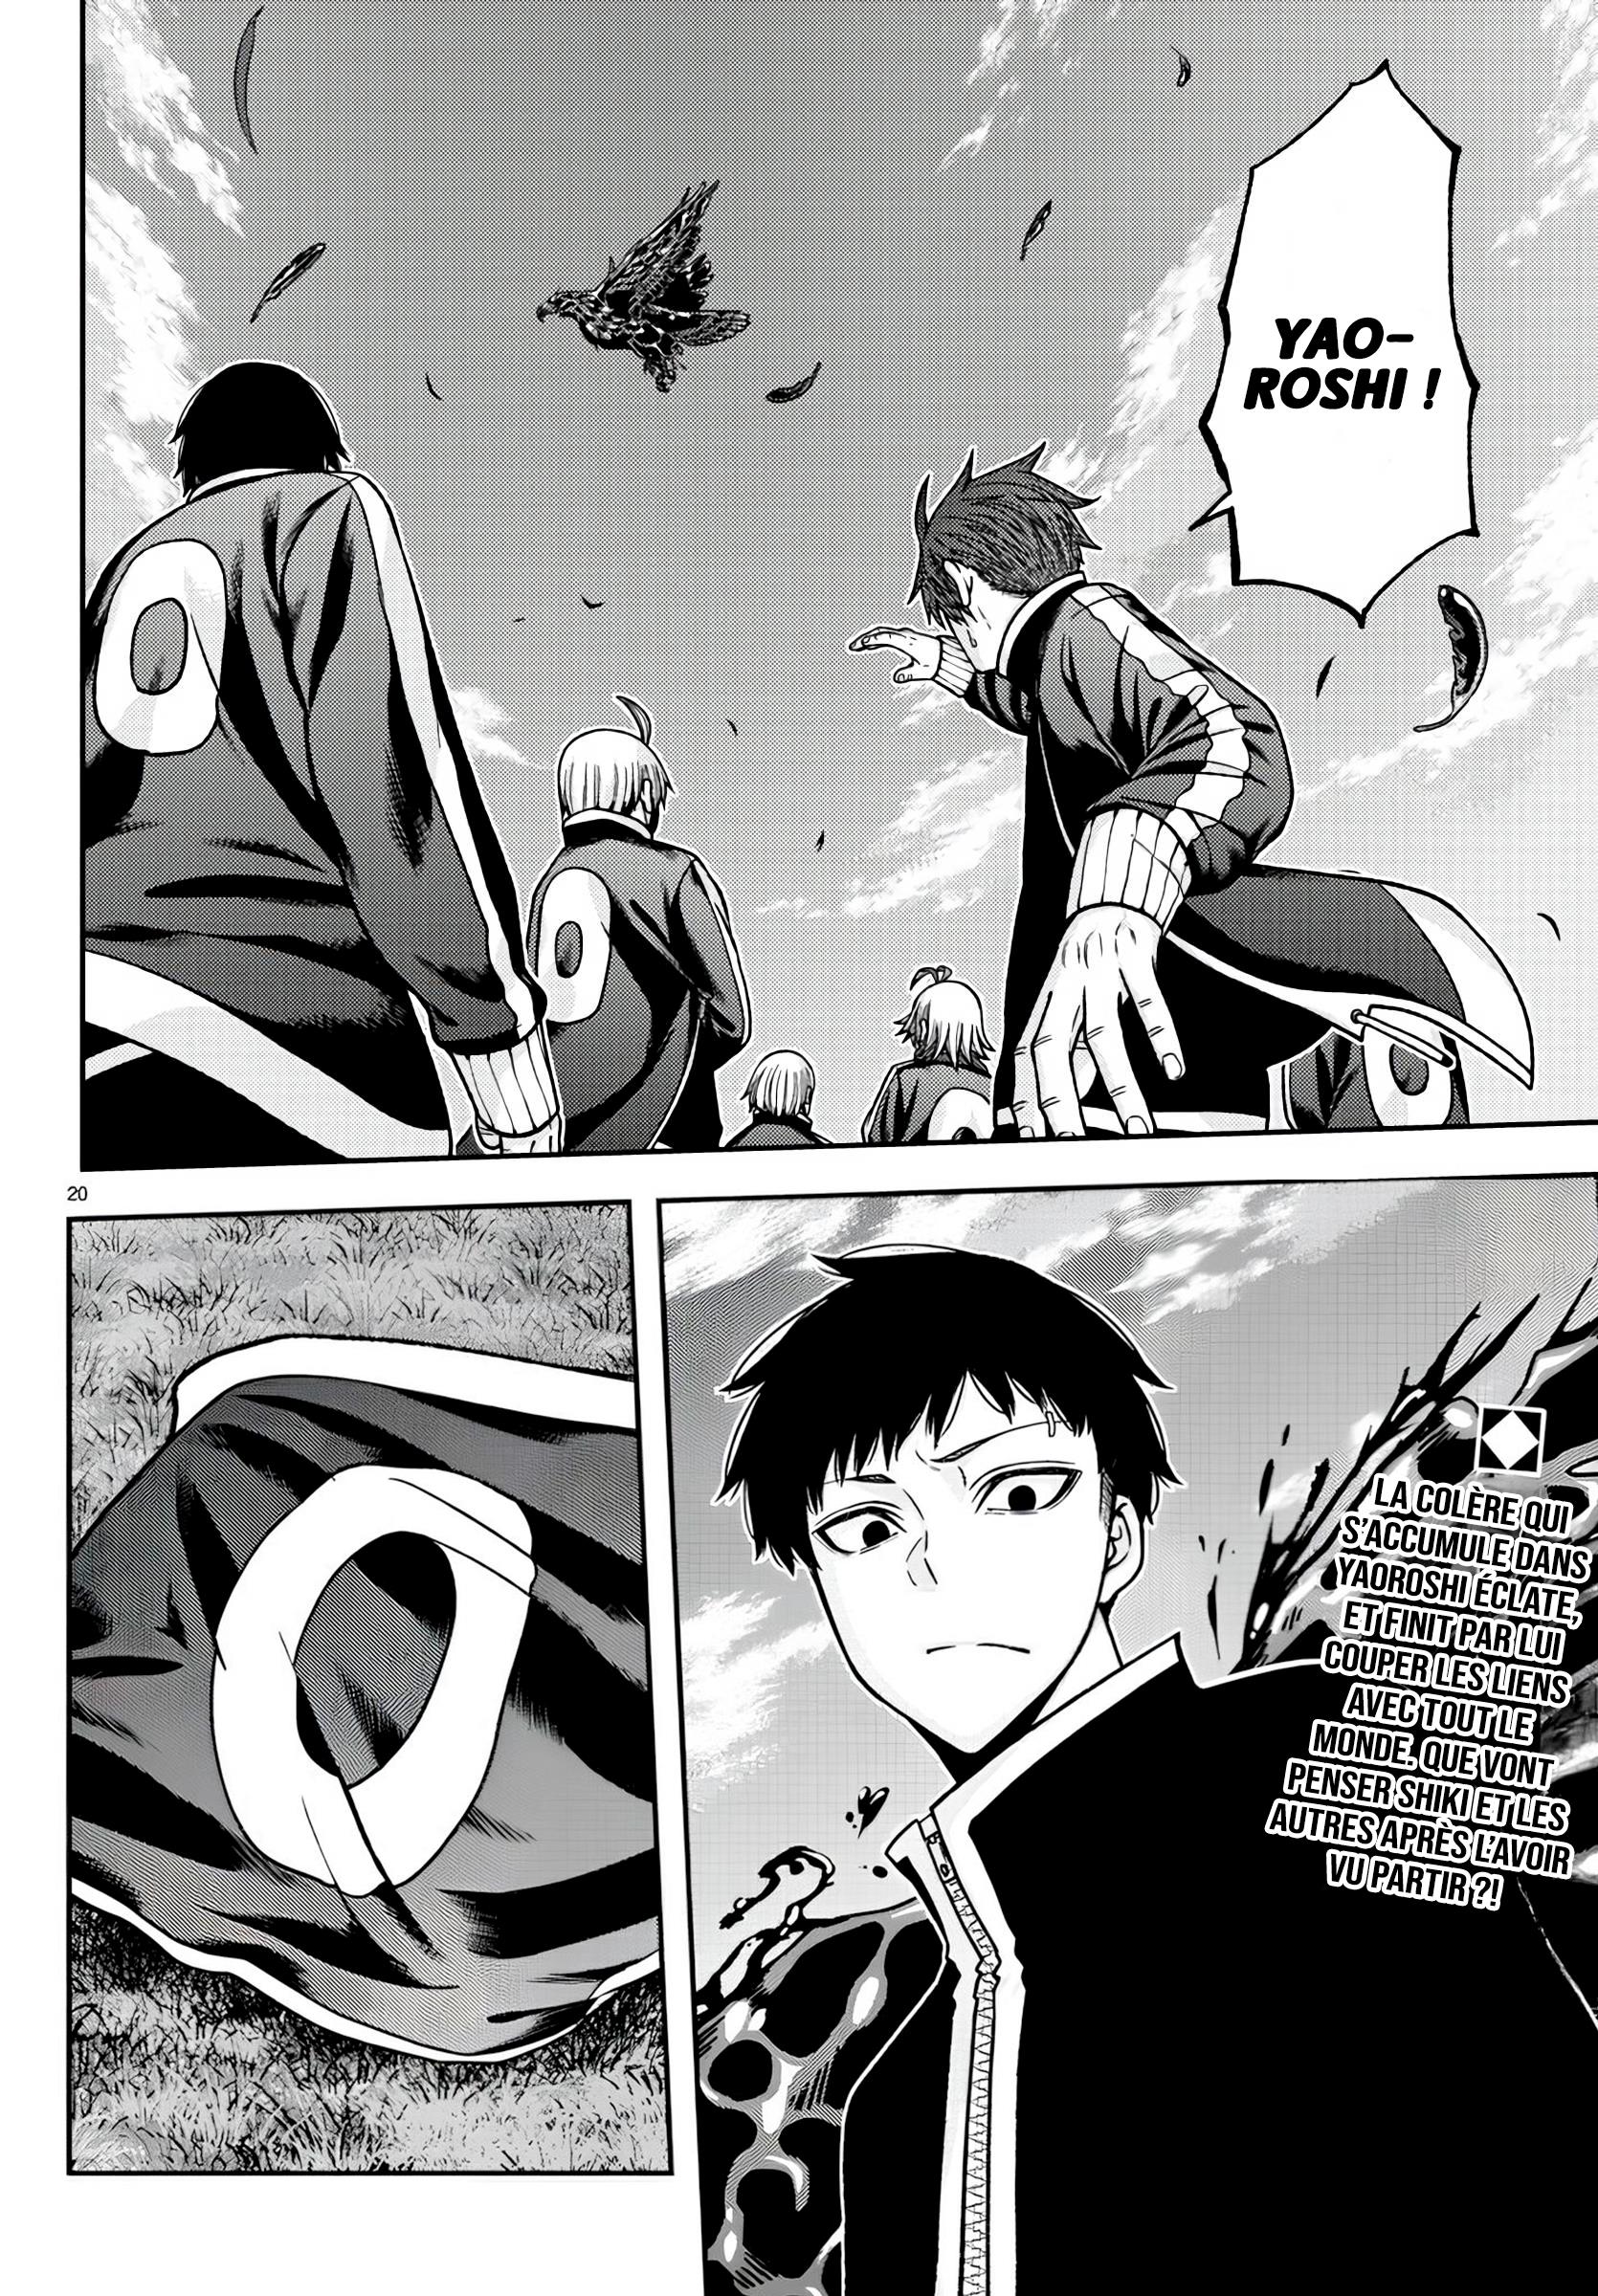 YAO-
ROSHI !
20
LA COLÈRE QUI
S'ACCUMULE DANS
YAOROSHI ÉCLATE,
ET FINIT PAR LUI
COUPER LES LIENS
AVEC TOUT LE
MONDE. QUE VONT
PENSER SHIKI ET LES
AUTRES APRÈS L'AVOIR
VU PARTIR ?!